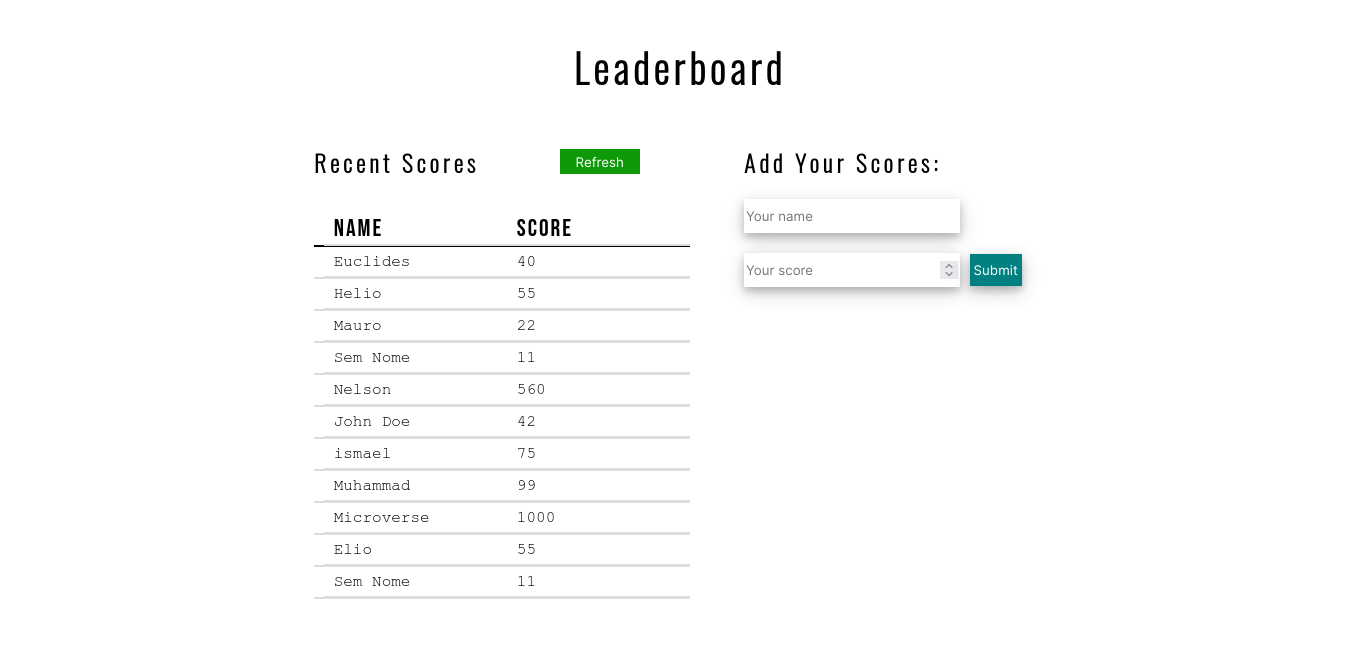 Leaderboard
Recent Scores
Refresh
NAME SCORE
Euclides 40
Helio 55
Mauro 22
Sem Nome 11
Nelson 560
John Doe 42
ismael 75
Muhammad 99
Microverse 1000
Elio 55
Sem Nome 11
Add Your Scores:
Your name
Your score
Submit